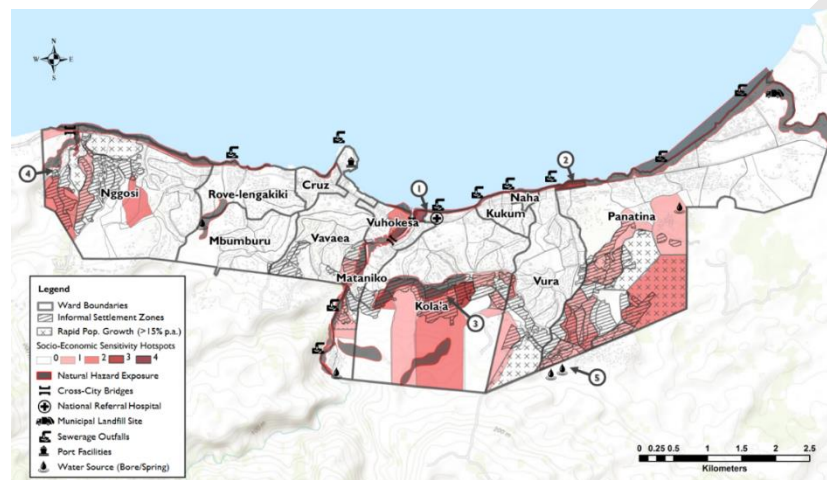 N
W E
S
1
2
4
Nggosi
Rove-lengakiki
Cruz
Vuhokesa
Naha
Kukum
Panatina
Mbumburu
Vavaea
Mataniko
Vura
Kola'a
3
5
Legend
Ward Boundaries
Informal Settlement Zones
Rapid Pop. Growth (>15% p.a.)
Socio-Economic Sensitivity Hotspots
0 1 2 3 4
Natural Hazard Exposure
Cross-City Bridges
National Referral Hospital
Municipal Landfill Site
Sewerage Outfalls
Port Facilities
Water Source (Bore/Spring)
0 0.25 0.5 1 1.5 2 2.5
Kilometers